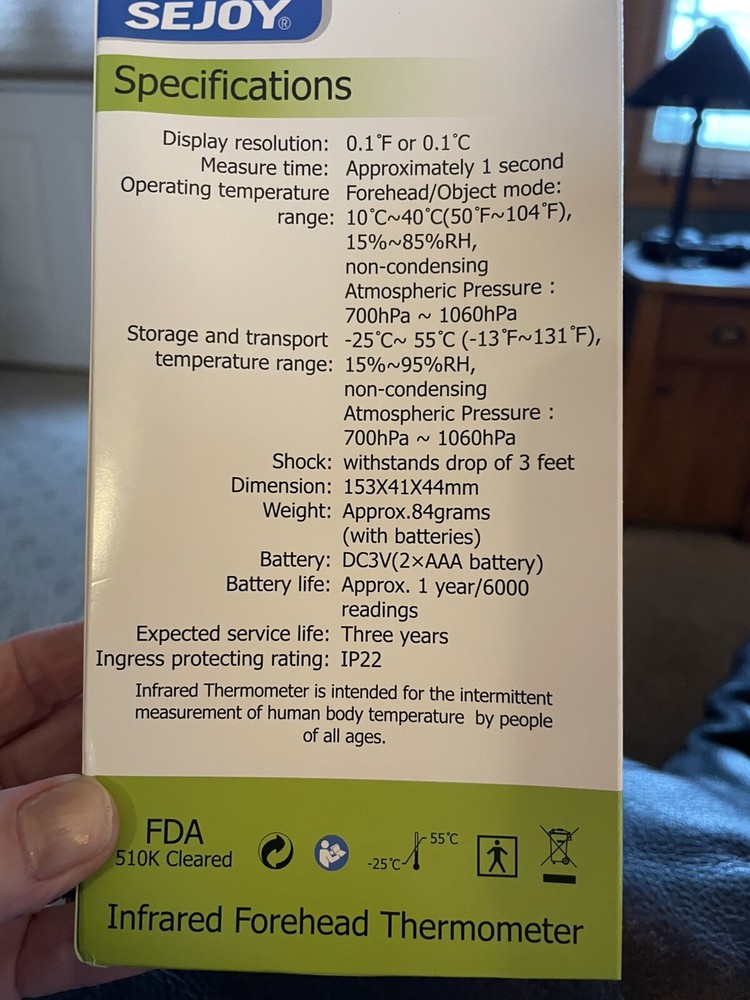 SEJOY®
Specifications
Display resolution: 0.1°F or 0.1°C
Measure time: Approximately 1 second
Operating temperature Forehead/Object mode:
range: 10°C~40°C(50°F~104°F),
15%~85%RH,
non-condensing
Atmospheric Pressure :
700hPa ~ 1060hPa
Storage and transport -25°C~ 55°C (-13°F~131°F),
temperature range: 15%~95%RH,
non-condensing
Atmospheric Pressure :
700hPa ~ 1060hPa
Shock: withstands drop of 3 feet
Dimension: 153X41X44mm
Weight: Approx.84grams
(with batteries)
Battery: DC3V(2×AAA battery)
Battery life: Approx. 1 year/6000
readings
Expected service life: Three years
Ingress protecting rating: IP22
Infrared Thermometer is intended for the intermittent
measurement of human body temperature by people
of all ages.
FDA
510K Cleared
-25°C 55°C
Infrared Forehead Thermometer